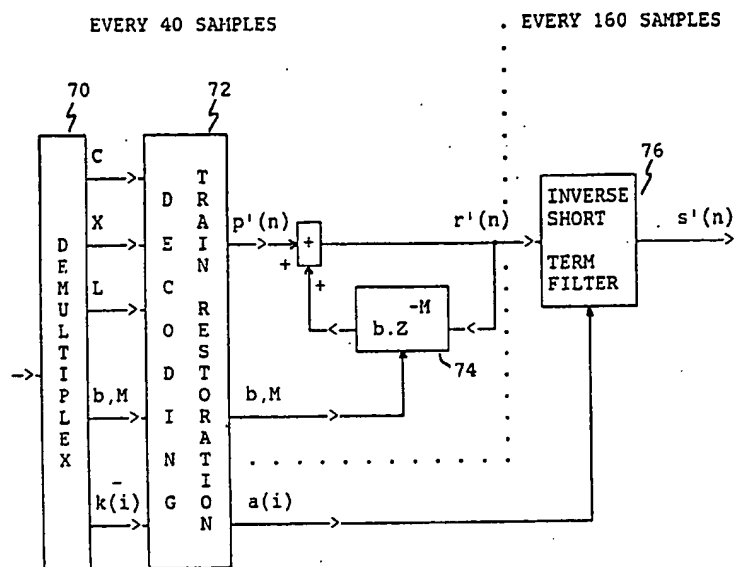 EVERY 40 SAMPLES
EVERY 160 SAMPLES
70
72
76
C
X
L
b,M
k(i)
DEMULTIPLEX
DECODING
TRAIN RESTORATION
p'(n)
+
+
+
r'(n)
b.Z^-M
74
b,M
a(i)
INVERSE
SHORT
TERM
FILTER
s'(n)